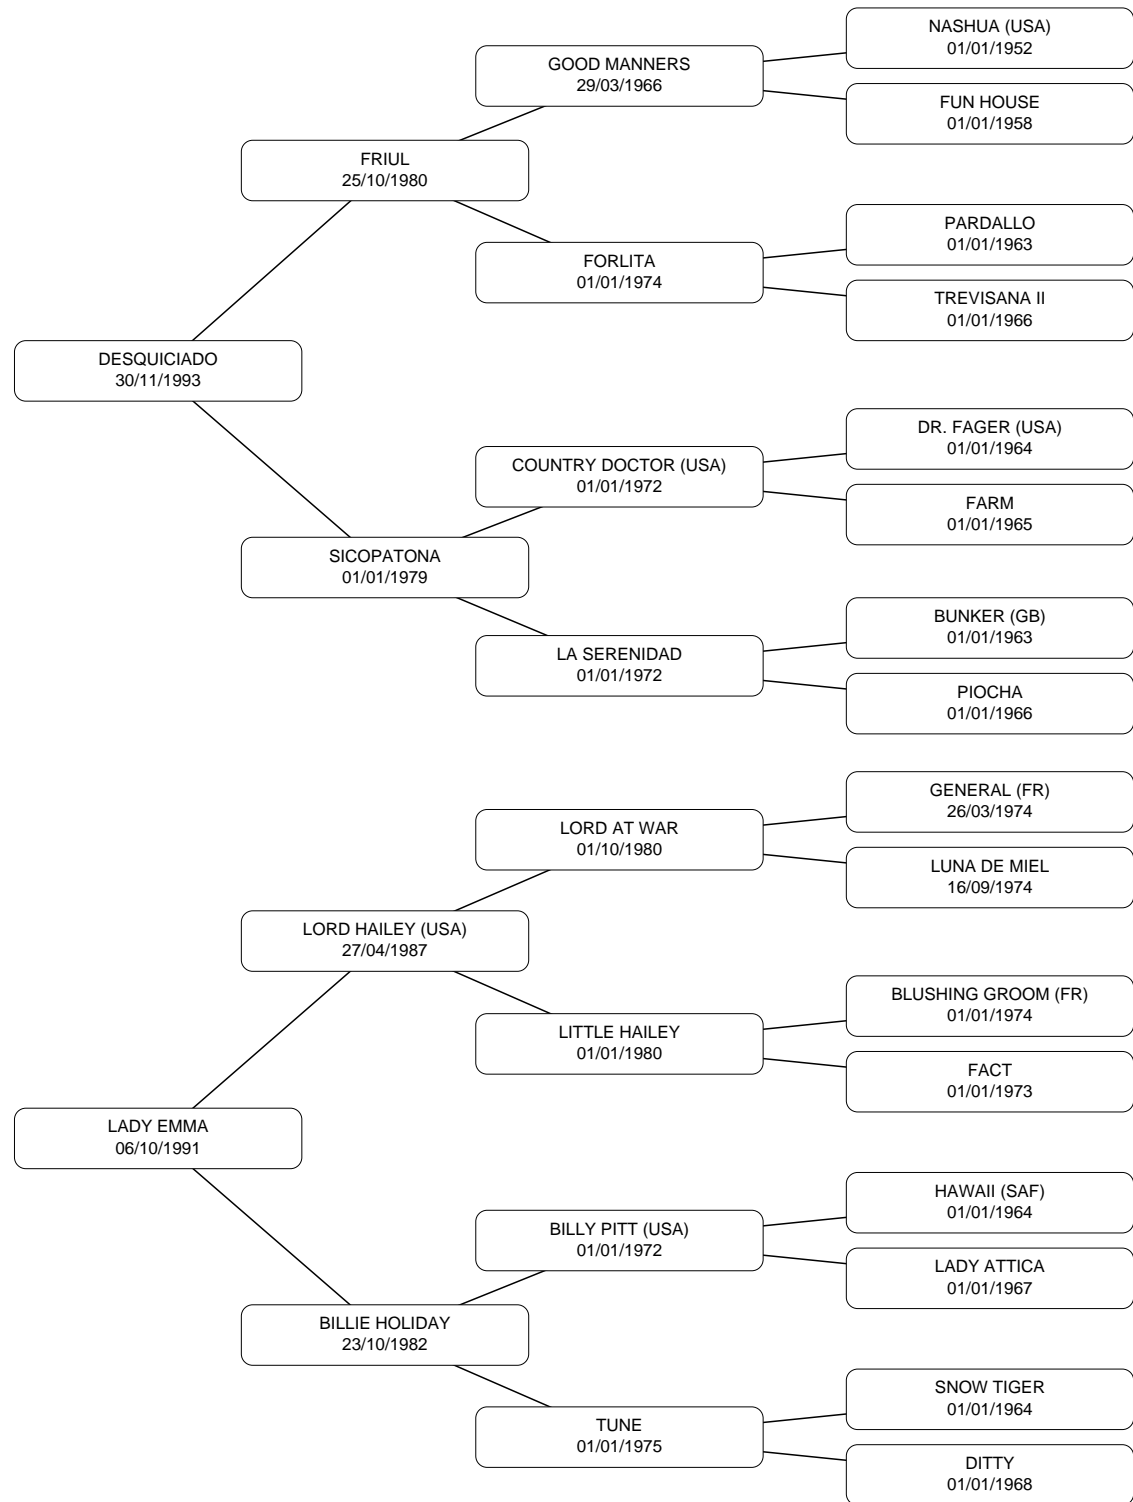 NASHUA (USA)
01/01/1952
GOOD MANNERS
29/03/1966
FUN HOUSE
01/01/1958
FRIUL
25/10/1980
PARDALLO
01/01/1963
FORLITA
01/01/1974
TREVISANA II
01/01/1966
DESQUICIADO
30/11/1993
DR. FAGER (USA)
01/01/1964
COUNTRY DOCTOR (USA)
01/01/1972
FARM
01/01/1965
SICOPATONA
01/01/1979
BUNKER (GB)
01/01/1963
LA SERENIDAD
01/01/1972
PIOCHA
01/01/1966
GENERAL (FR)
26/03/1974
LORD AT WAR
01/10/1980
LUNA DE MIEL
16/09/1974
LORD HAILEY (USA)
27/04/1987
BLUSHING GROOM (FR)
01/01/1974
LITTLE HAILEY
01/01/1980
FACT
01/01/1973
LADY EMMA
06/10/1991
HAWAII (SAF)
01/01/1964
BILLY PITT (USA)
01/01/1972
LADY ATTICA
01/01/1967
BILLIE HOLIDAY
23/10/1982
SNOW TIGER
01/01/1964
TUNE
01/01/1975
DITTY
01/01/1968